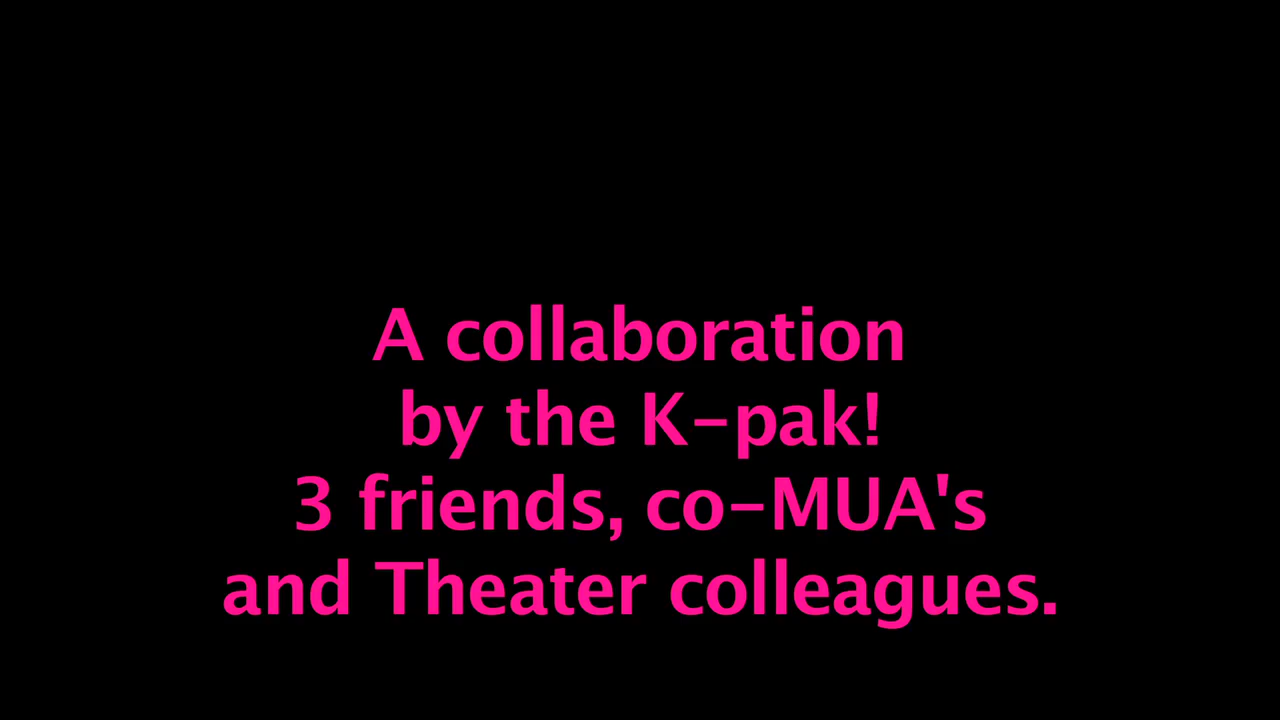 A collaboration
by the K-pak!
3 friends, co-MUA's
and Theater colleagues.